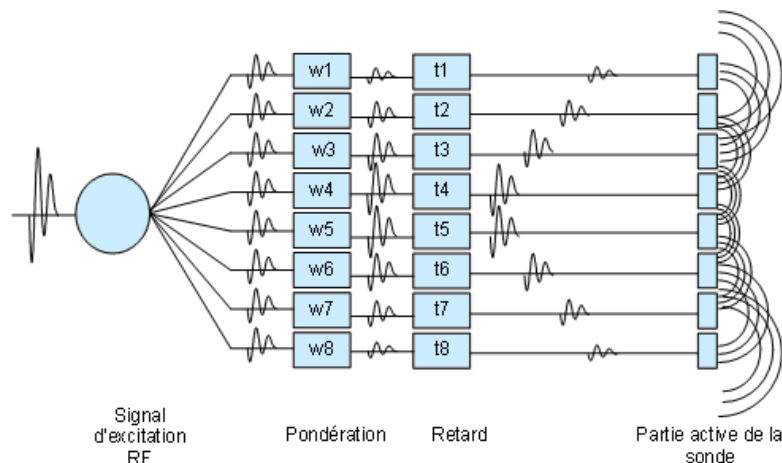 w1 t1
w2 t2
w3 t3
w4 t4
w5 t5
w6 t6
w7 t7
w8 t8
Signal
d'excitation
RF
Pondération
Retard
Partie active de la
sonde